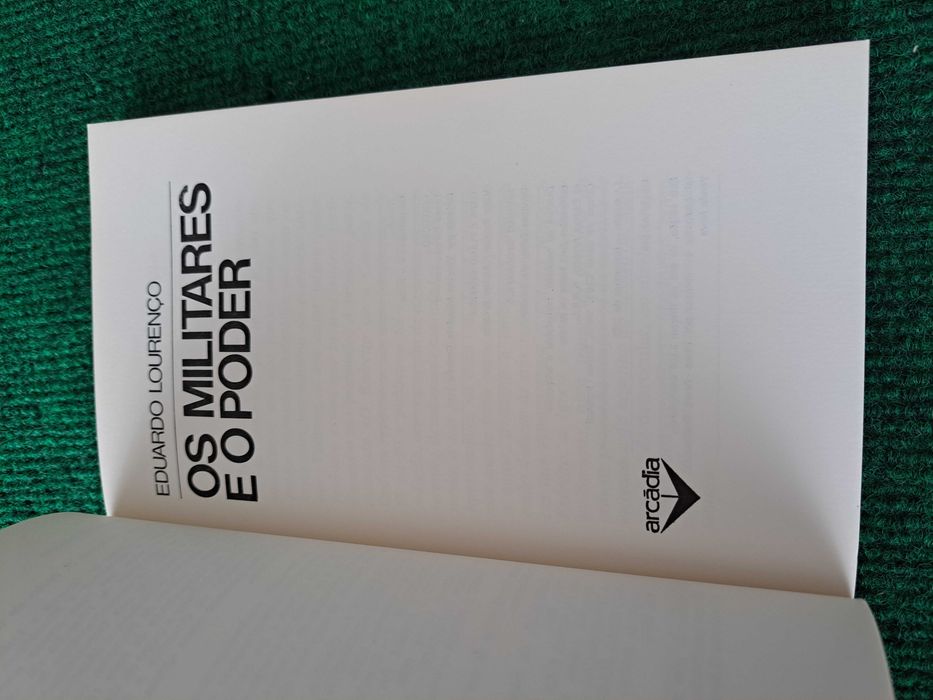 EDUARDO LOURENÇO
OS MILITARES
E O PODER
arcádia